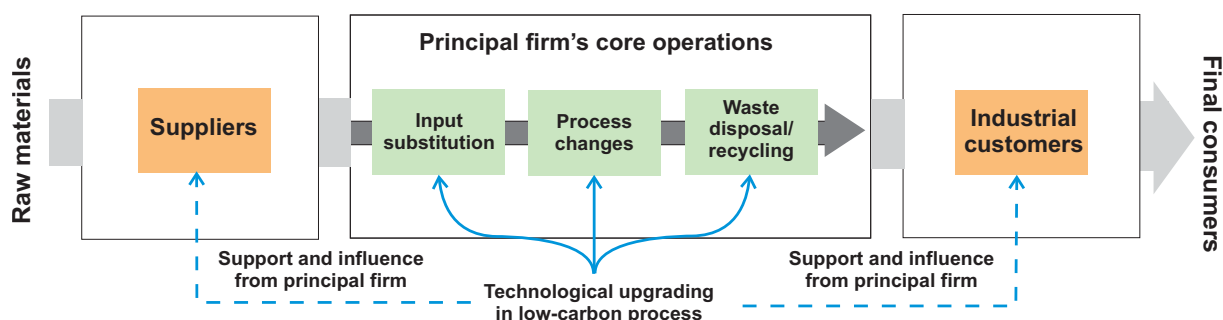 Raw materials
Suppliers
Principal firm's core operations
Input
substitution
Process
changes
Waste
disposal/
recycling
Industrial
customers
Final consumers
Support and influence
from principal firm
Technological upgrading
in low-carbon process
Support and influence
from principal firm